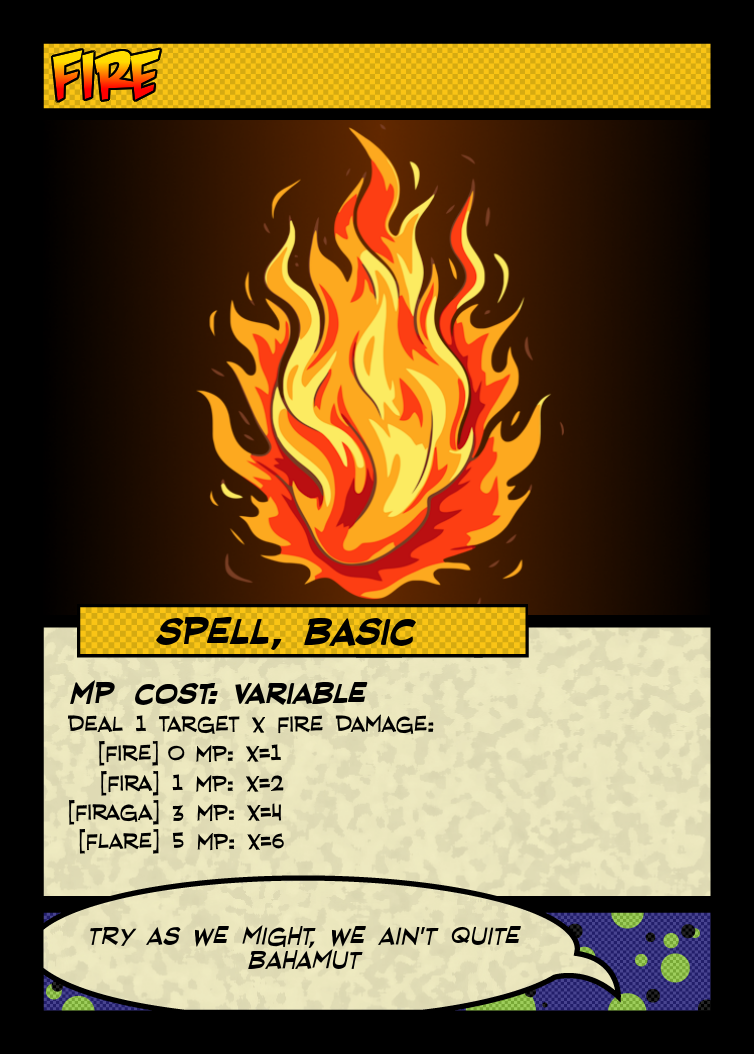 FIRE
SPELL, BASIC
MP COST: VARIABLE
DEAL 1 TARGET X FIRE DAMAGE:
[FIRE] 0 MP: X=1
[FIRA] 1 MP: X=2
[FIRAGA] 3 MP: X=4
[FLARE] 5 MP: X=6
TRY AS WE MIGHT, WE AIN'T QUITE
BAHAMUT